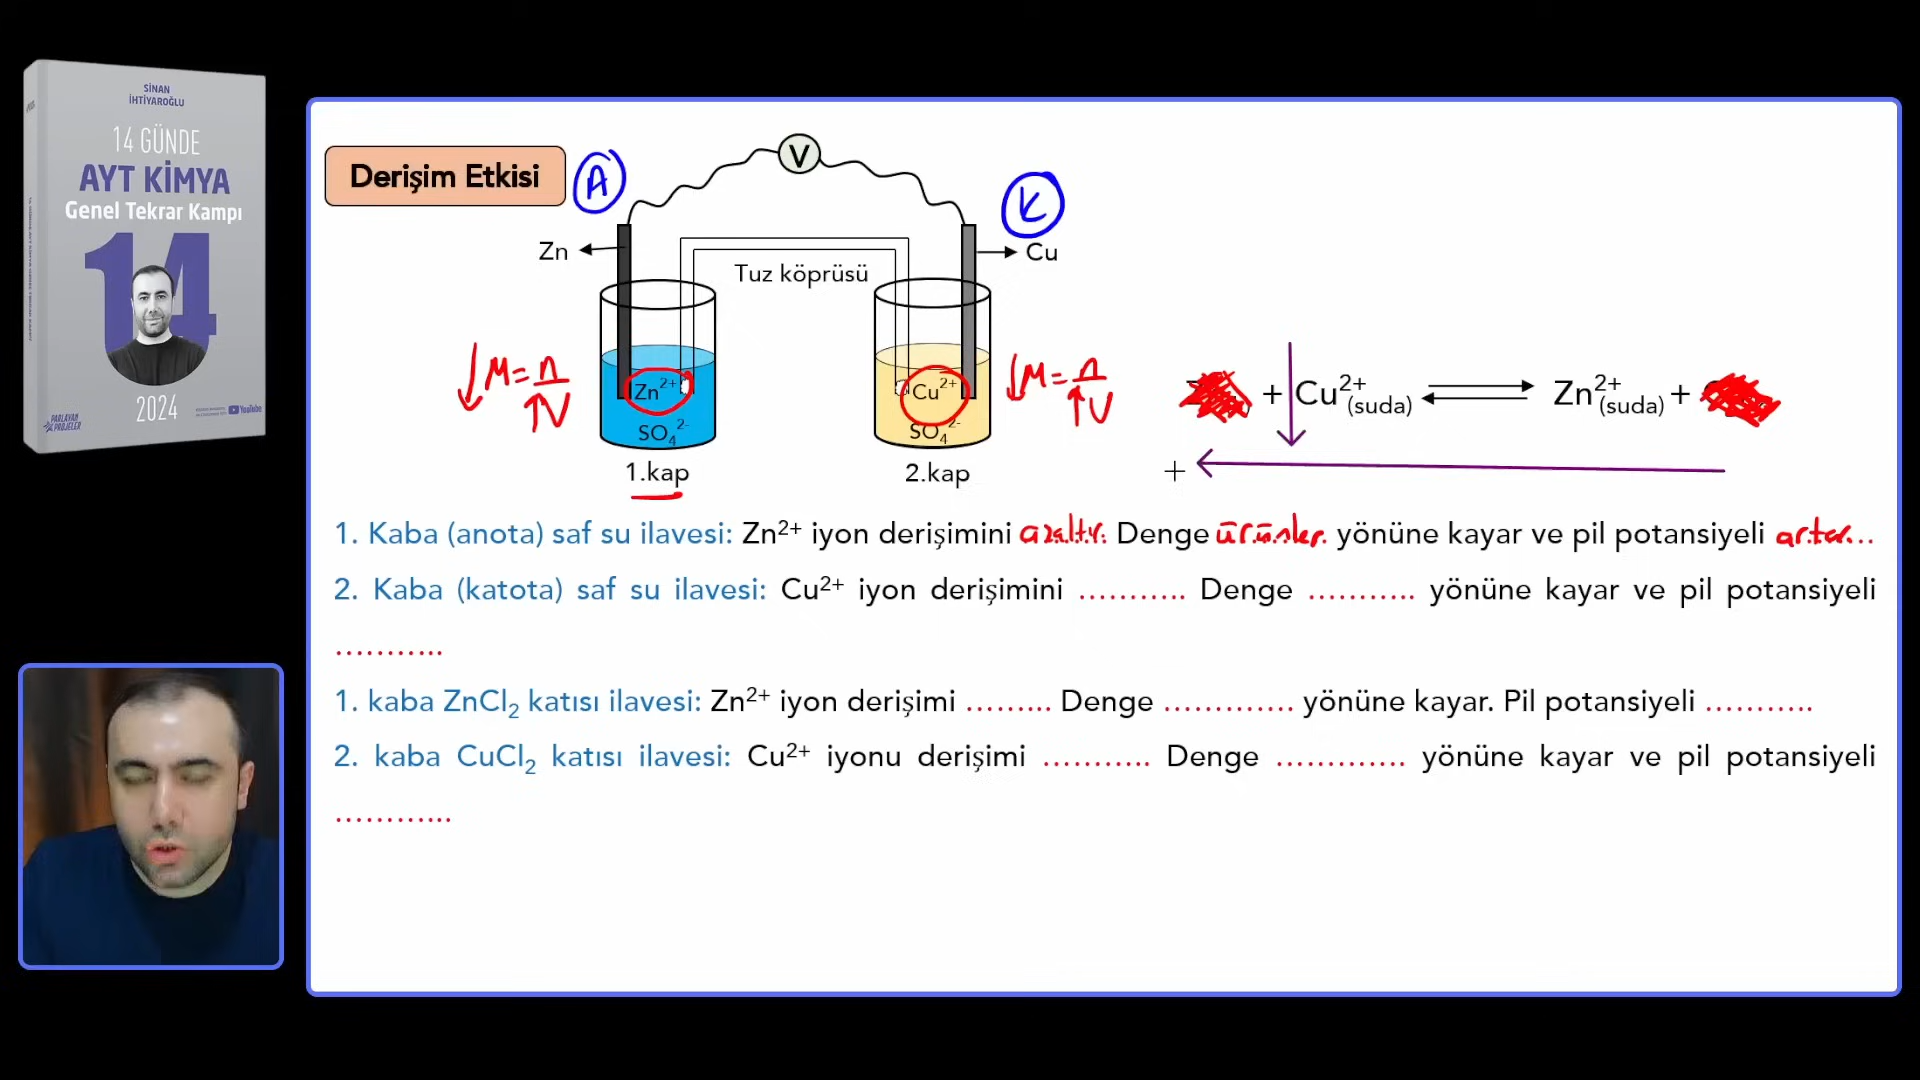 SİNAN
İHTİYAROĞLU
14 GÜNDE
AYT KİMYA
Genel Tekrar Kampı
14
2024
PARLAYAN
PROJELER
YouTube
Derişim Etkisi
A
V
K
Zn
Cu
Tuz köprüsü
M = n/V
Zn²⁺
SO₄²⁻
Cu²⁺
SO₄²⁻
M = n/V
+ Cu²⁺(suda) ⇌ Zn²⁺(suda) +
1.kap
2.kap
+
1. Kaba (anota) saf su ilavesi: Zn²⁺ iyon derişimini azaltır. Denge ürünler yönüne kayar ve pil potansiyeli artar...
2. Kaba (katota) saf su ilavesi: Cu²⁺ iyon derişimini ........... Denge ........... yönüne kayar ve pil potansiyeli
...........
1. kaba ZnCl₂ katısı ilavesi: Zn²⁺ iyon derişimi ......... Denge ............. yönüne kayar. Pil potansiyeli ...........
2. kaba CuCl₂ katısı ilavesi: Cu²⁺ iyonu derişimi ........... Denge ............. yönüne kayar ve pil potansiyeli
............